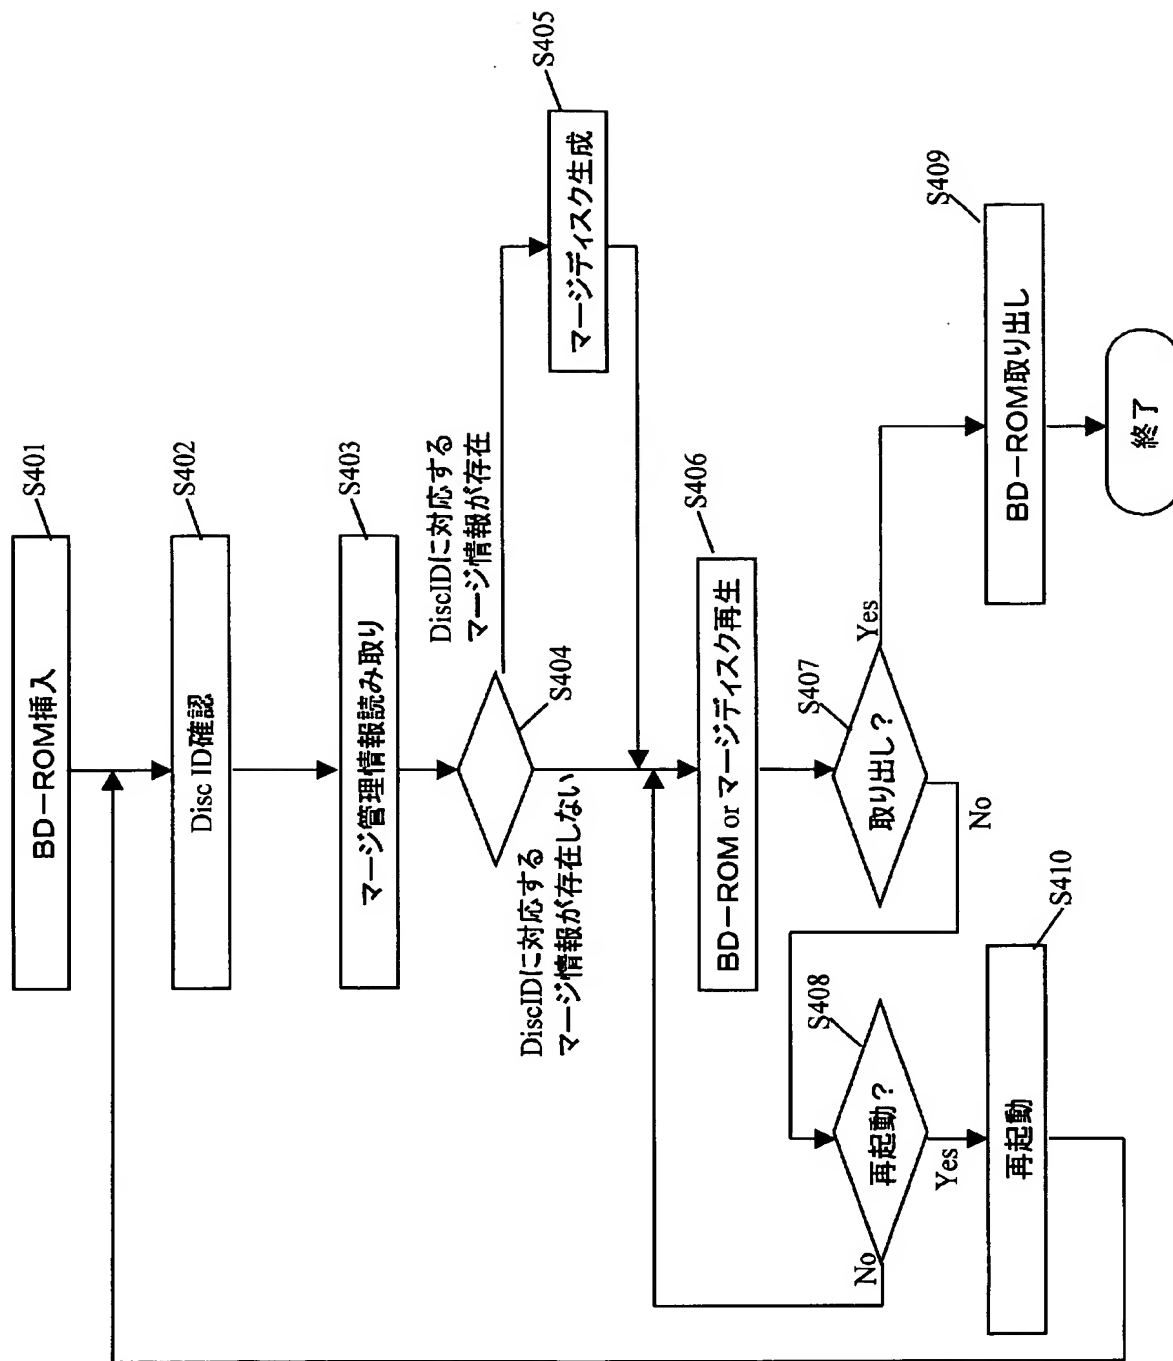 BD-ROM挿入
S401
Disc ID確認
S402
マージ管理情報読み取り
S403
DiscIDに対応する
マージ情報が存在
S404
DiscIDに対応する
マージ情報が存在しない
S405
マージディスク生成
S406
BD-ROM or マージディスク再生
S407
取り出し?
Yes
No
S408
再起動?
No
Yes
S409
BD-ROM取り出し
S410
再起動
終了